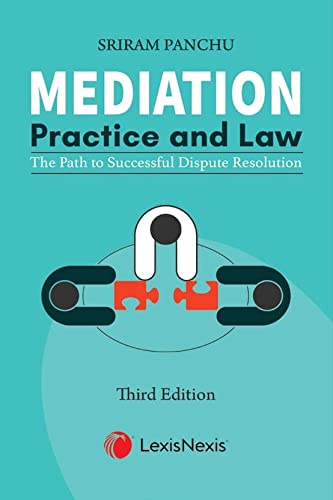 SRIRAM PANCHU
MEDIATION
Practice and Law
The Path to Successful Dispute Resolution
Third Edition
LexisNexis®